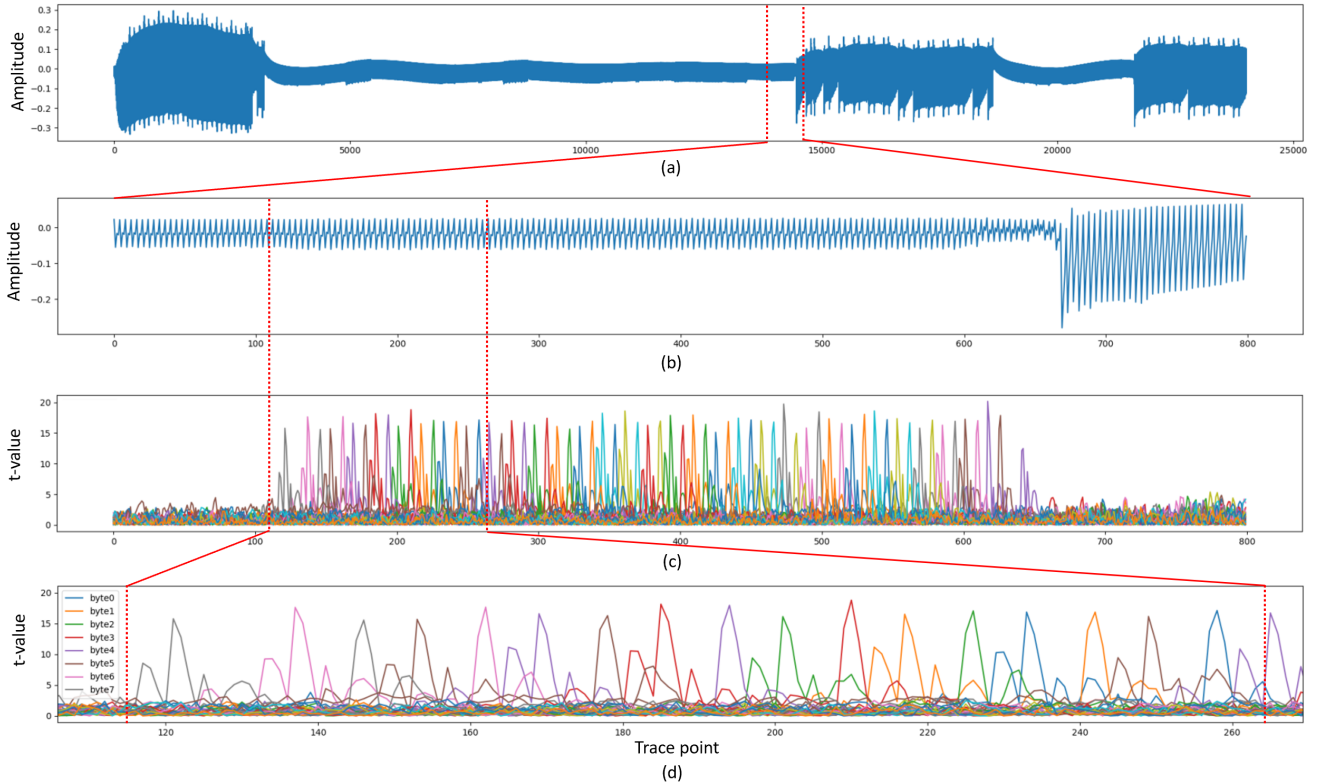 Amplitude
0.3
0.2
0.1
0.0
−0.1
−0.2
−0.3
0 5000 10000 15000 20000 25000
(a)
Amplitude
0.0
−0.1
−0.2
0 100 200 300 400 500 600 700 800
(b)
t-value
20
15
10
5
0
0 100 200 300 400 500 600 700 800
(c)
t-value
20
15
10
5
0
byte0
byte1
byte2
byte3
byte4
byte5
byte6
byte7
120 140 160 180 200 220 240 260
Trace point
(d)